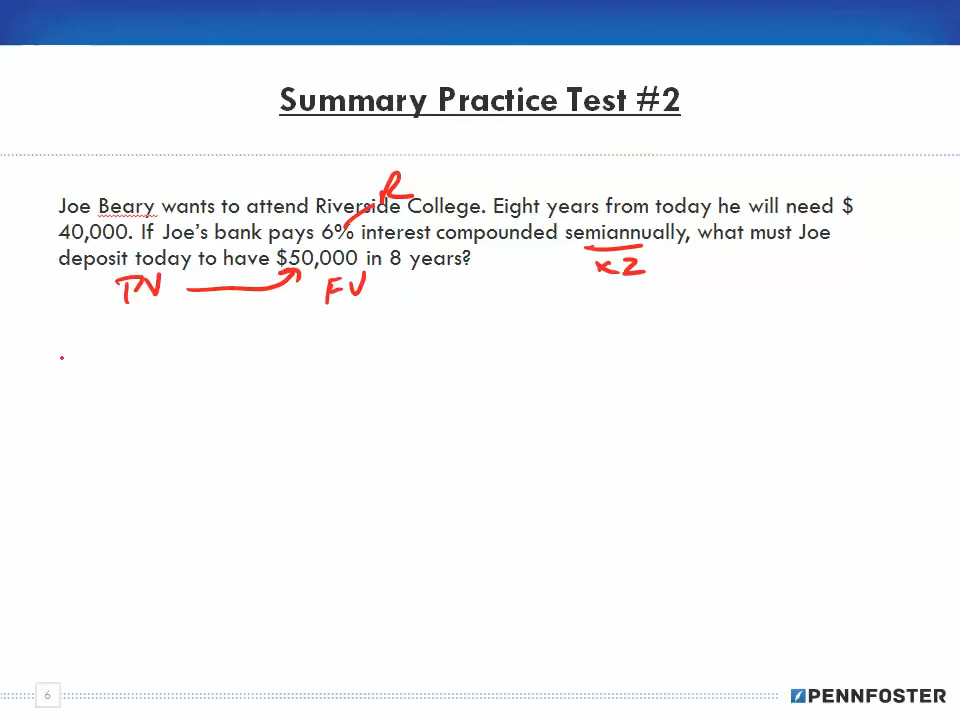 Summary Practice Test #2
R
Joe Beary wants to attend Riverside College. Eight years from today he will need $
40,000. If Joe's bank pays 6% interest compounded semiannually, what must Joe
deposit today to have $50,000 in 8 years?
x2
PV FV
6
PENNFOSTER